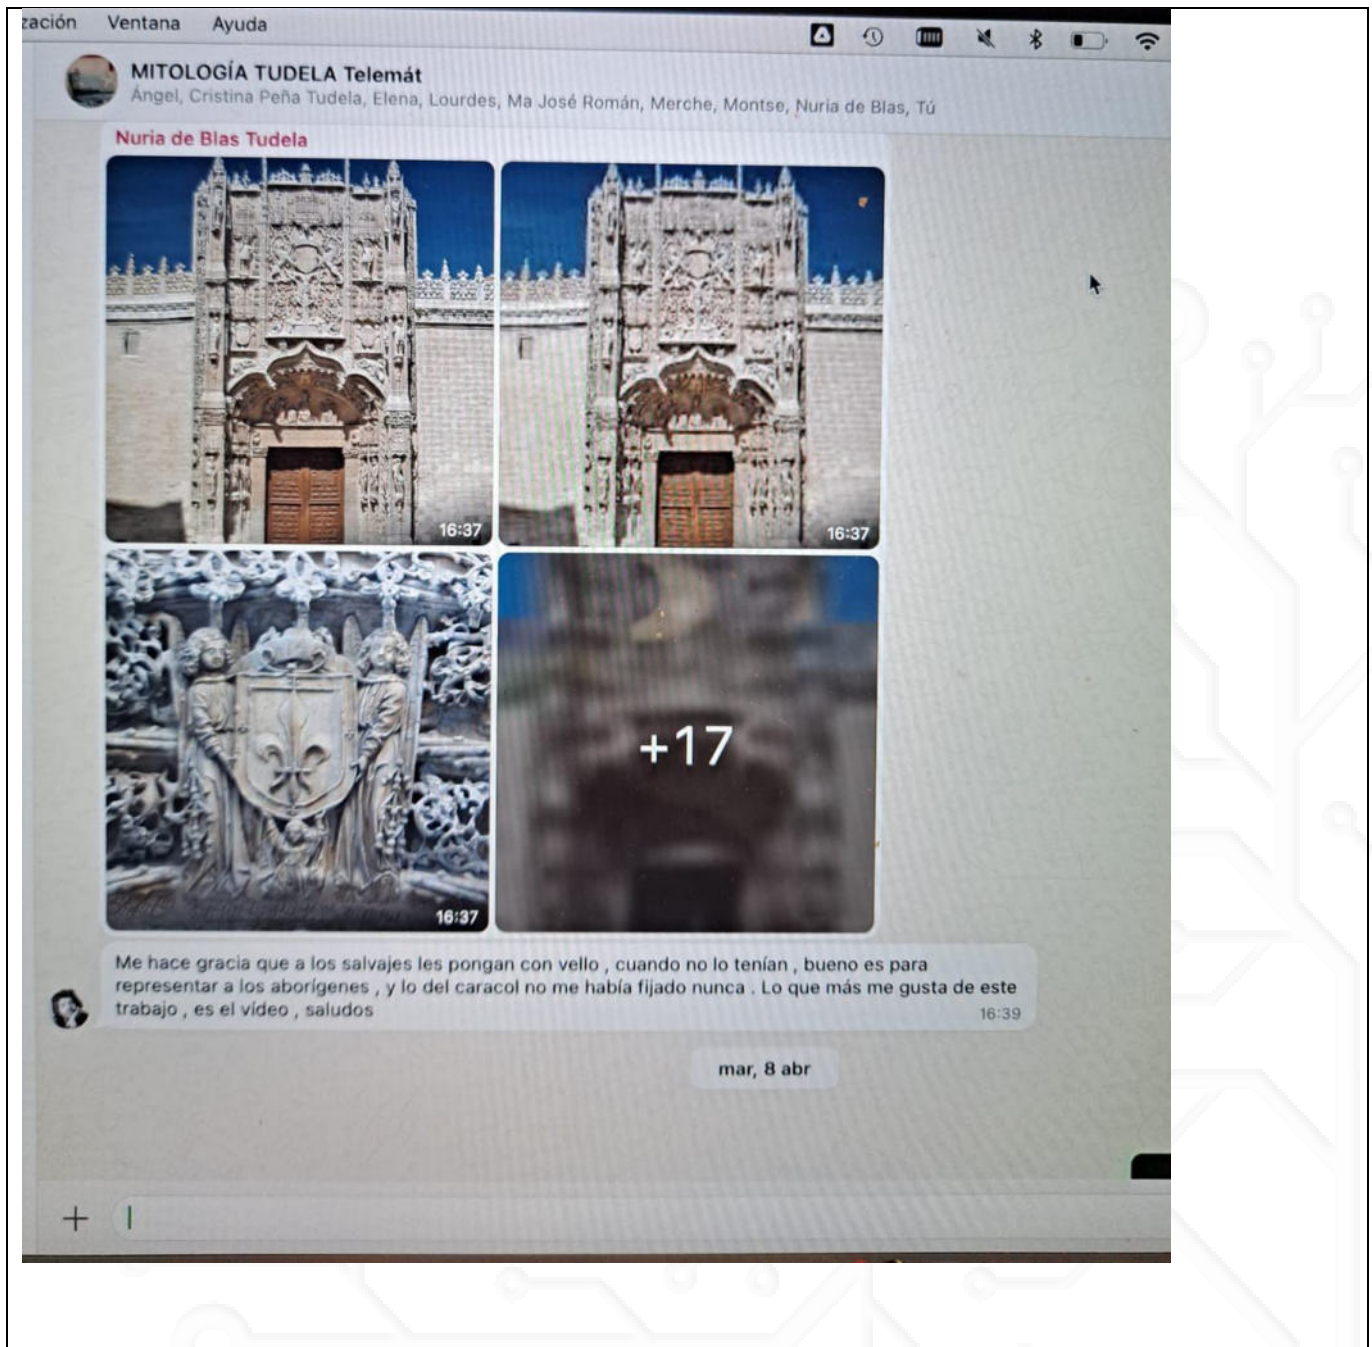 zación Ventana Ayuda
MITOLOGÍA TUDELA Telemát
Ángel, Cristina Peña Tudela, Elena, Lourdes, Ma José Román, Merche, Montse, Nuria de Blas, Tú
Nuria de Blas Tudela
16:37
16:37
16:37
+17
Me hace gracia que a los salvajes les pongan con vello , cuando no lo tenían , bueno es para
representar a los aborígenes , y lo del caracol no me había fijado nunca . Lo que más me gusta de este
trabajo , es el vídeo , saludos
16:39
mar, 8 abr